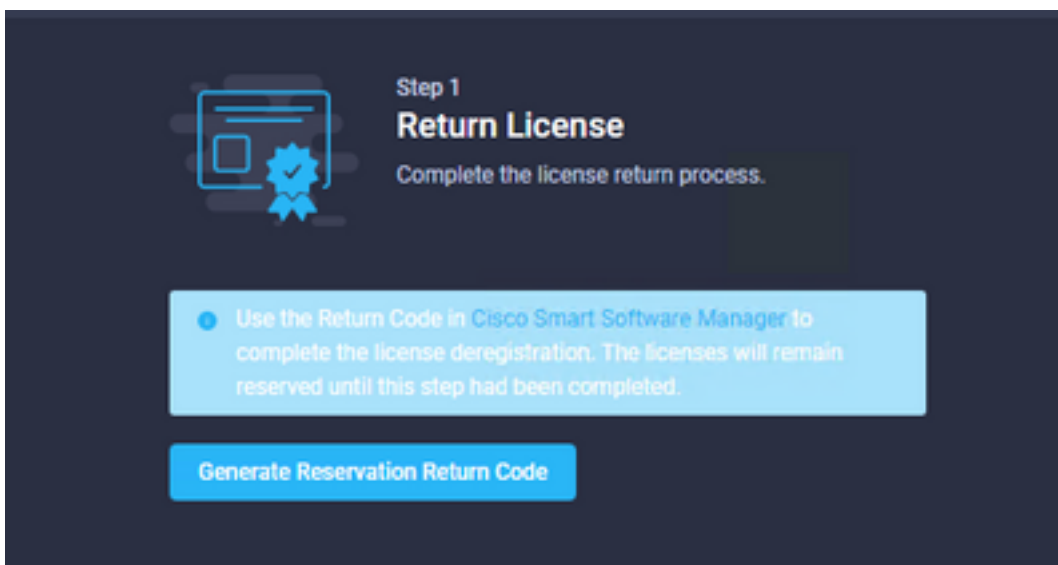 Step 1
Return License
Complete the license return process.
Use the Return Code in Cisco Smart Software Manager to
complete the license deregistration. The licenses will remain
reserved until this step had been completed.
Generate Reservation Return Code